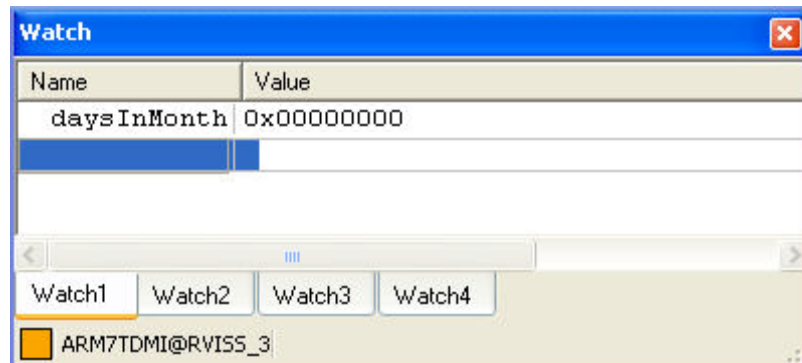 Watch
Name Value
daysInMonth 0x00000000
Watch1 Watch2 Watch3 Watch4
ARM7TDMI@RVISS_3